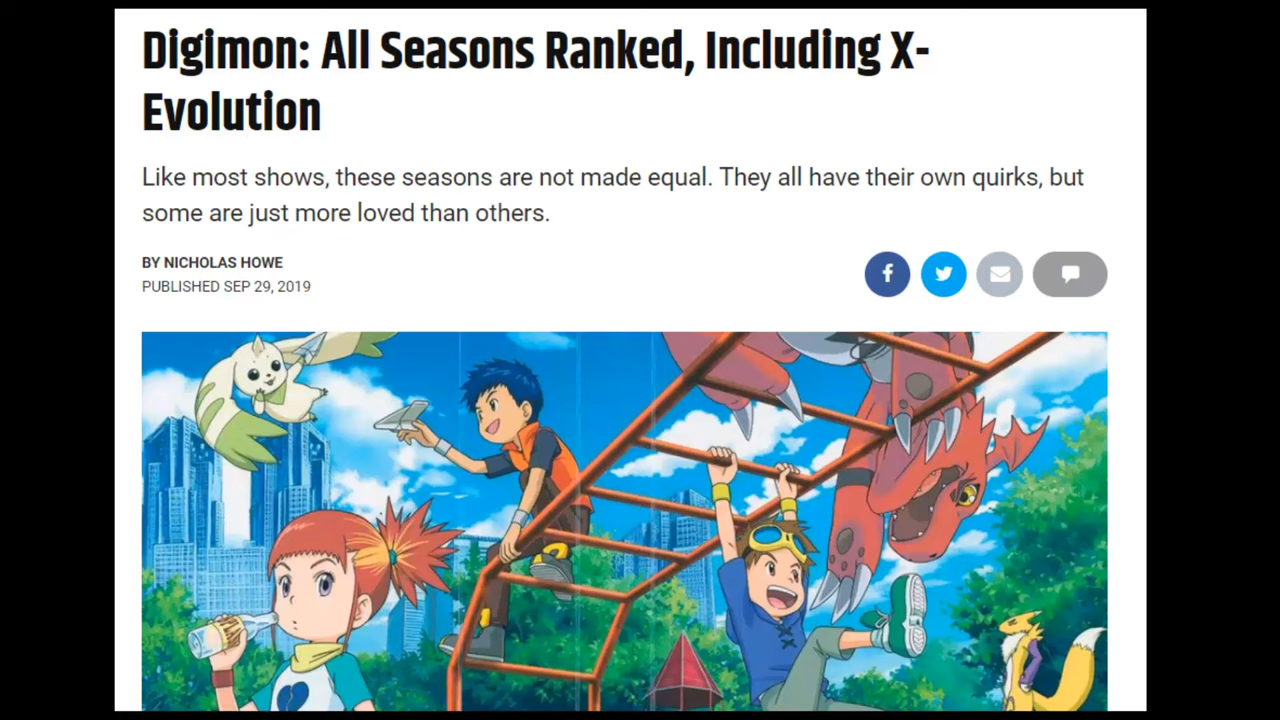 Digimon: All Seasons Ranked, Including X-
Evolution
Like most shows, these seasons are not made equal. They all have their own quirks, but
some are just more loved than others.
BY NICHOLAS HOWE
PUBLISHED SEP 29, 2019